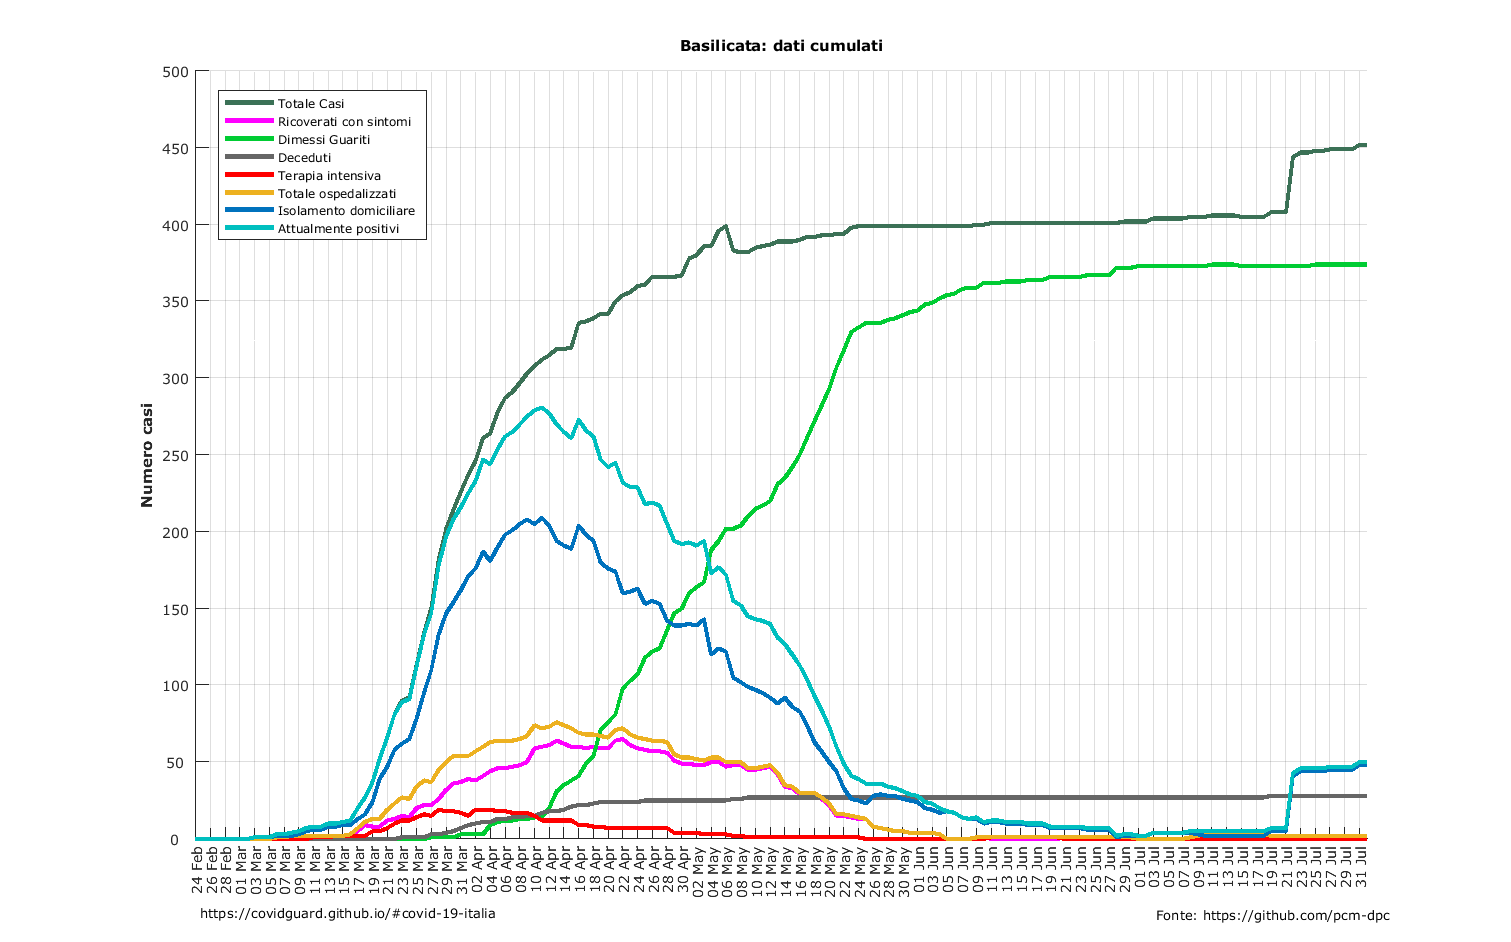 Basilicata: dati cumulati
500
450
400
350
300
250
200
150
100
50
0
Numero casi
Totale Casi
Ricoverati con sintomi
Dimessi Guariti
Deceduti
Terapia intensiva
Totale ospedalizzati
Isolamento domiciliare
Attualmente positivi
24 Feb
26 Feb
28 Feb
01 Mar
03 Mar
05 Mar
07 Mar
09 Mar
11 Mar
13 Mar
15 Mar
17 Mar
19 Mar
21 Mar
23 Mar
25 Mar
27 Mar
29 Mar
31 Mar
02 Apr
04 Apr
06 Apr
08 Apr
10 Apr
12 Apr
14 Apr
16 Apr
18 Apr
20 Apr
22 Apr
24 Apr
26 Apr
28 Apr
30 Apr
02 May
04 May
06 May
08 May
10 May
12 May
14 May
16 May
18 May
20 May
22 May
24 May
26 May
28 May
30 May
01 Jun
03 Jun
05 Jun
07 Jun
09 Jun
11 Jun
13 Jun
15 Jun
17 Jun
19 Jun
21 Jun
23 Jun
25 Jun
27 Jun
29 Jun
01 Jul
03 Jul
05 Jul
07 Jul
09 Jul
11 Jul
13 Jul
15 Jul
17 Jul
19 Jul
21 Jul
23 Jul
25 Jul
27 Jul
29 Jul
31 Jul
https://covidguard.github.io/#covid-19-italia
Fonte: https://github.com/pcm-dpc